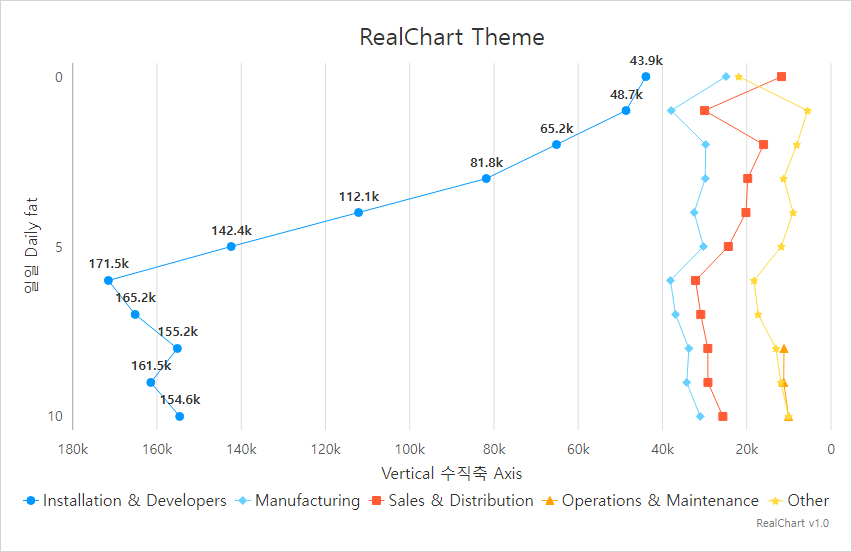 RealChart Theme
0
5
10
일일 Daily fat
43.9k
48.7k
65.2k
81.8k
112.1k
142.4k
171.5k
165.2k
155.2k
161.5k
154.6k
180k 160k 140k 120k 100k 80k 60k 40k 20k 0
Vertical 수직축 Axis
Installation & Developers Manufacturing Sales & Distribution Operations & Maintenance Other
RealChart v1.0